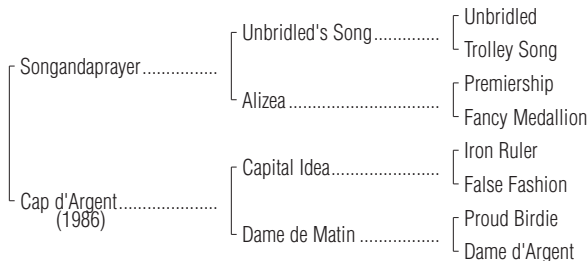 Unbridled
Unbridled's Song..............
Trolley Song
Songandaprayer................
Premiership
Alizea................................
Fancy Medallion
Iron Ruler
Capital Idea.......................
False Fashion
Cap d'Argent.....................
(1986)
Proud Birdie
Dame de Matin .................
Dame d'Argent